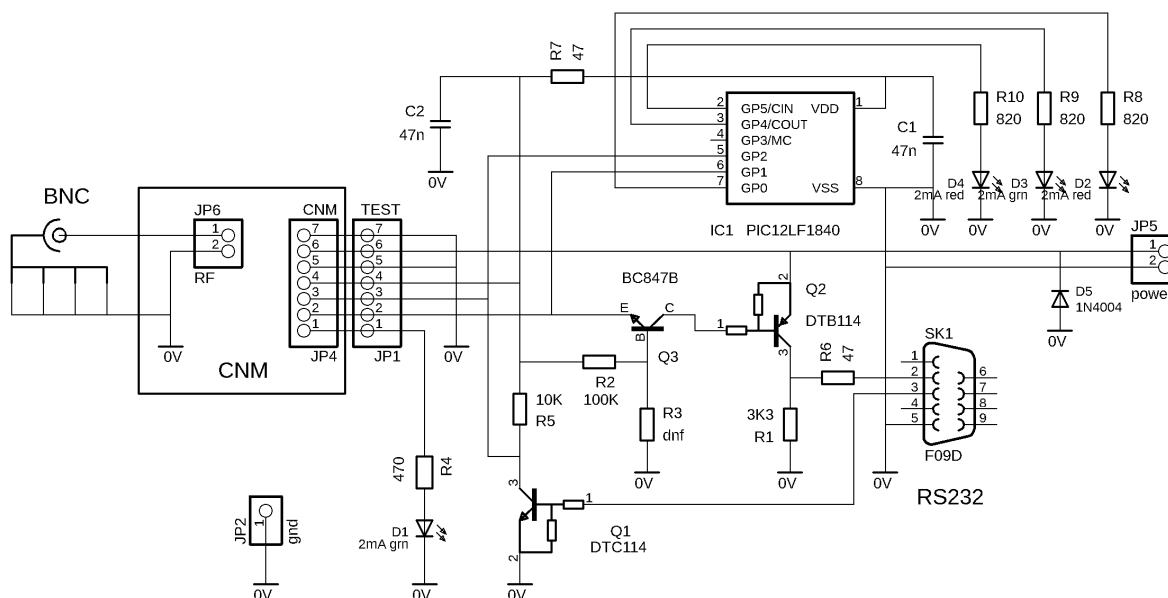 R7
47
C2
47n
0V
2 GP5/CIN VDD 1
3 GP4/COUT
4 GP3/MC
5 GP2
6 GP1
7 GP0 VSS 8
IC1 PIC12LF1840
C1
47n
0V
R10
820
R9
820
R8
820
D4
2mA red
D3
2mA grn
D2
2mA red
0V
0V
0V
BNC
JP6
1
2
RF
0V
CNM
CNM
7
6
5
4
3
2
1
JP4
TEST
7
6
5
4
3
2
1
JP1
0V
BC847B
E
C
B
Q3
2
Q2
DTB114
1
3
R6
47
JP5
1
2
powe
D5
1N4004
0V
SK1
1
2
3
4
5
6
7
8
9
F09D
RS232
0V
R2
100K
10K
R5
R3
dnf
0V
3K3
R1
0V
470
R4
D1
2mA grn
0V
JP2
1
gnd
0V
3
1
2
Q1
DTC114
0V